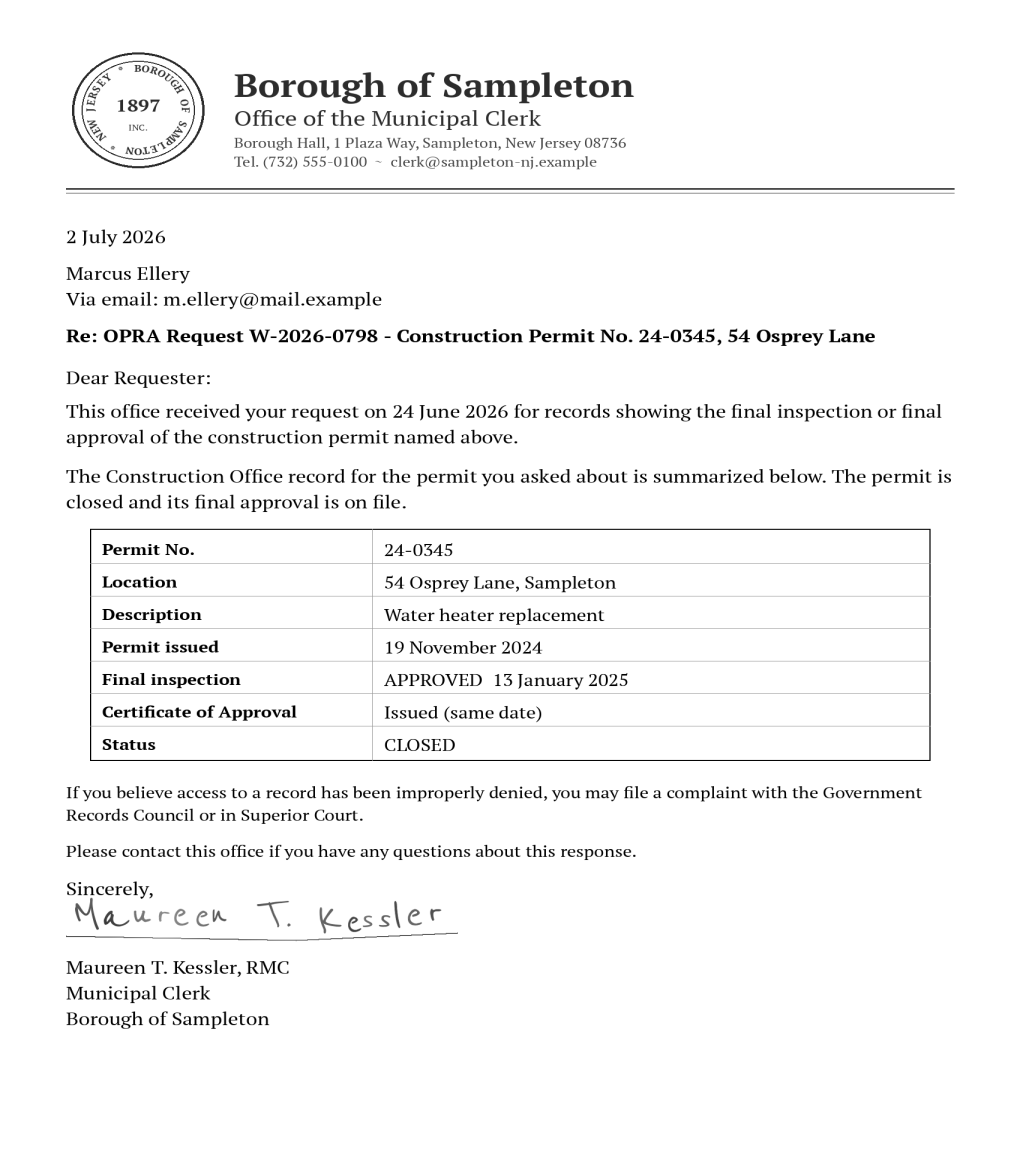 BOROUGH OF SAMPLETON * NEW JERSEY *
1897
INC.
Borough of Sampleton
Office of the Municipal Clerk
Borough Hall, 1 Plaza Way, Sampleton, New Jersey 08736
Tel. (732) 555-0100 ~ clerk@sampleton-nj.example
2 July 2026
Marcus Ellery
Via email: m.ellery@mail.example
Re: OPRA Request W-2026-0798 - Construction Permit No. 24-0345, 54 Osprey Lane
Dear Requester:
This office received your request on 24 June 2026 for records showing the final inspection or final
approval of the construction permit named above.
The Construction Office record for the permit you asked about is summarized below. The permit is
closed and its final approval is on file.
Permit No. 24-0345
Location 54 Osprey Lane, Sampleton
Description Water heater replacement
Permit issued 19 November 2024
Final inspection APPROVED 13 January 2025
Certificate of Approval Issued (same date)
Status CLOSED
If you believe access to a record has been improperly denied, you may file a complaint with the Government
Records Council or in Superior Court.
Please contact this office if you have any questions about this response.
Sincerely,
Maureen T. Kessler
Maureen T. Kessler, RMC
Municipal Clerk
Borough of Sampleton